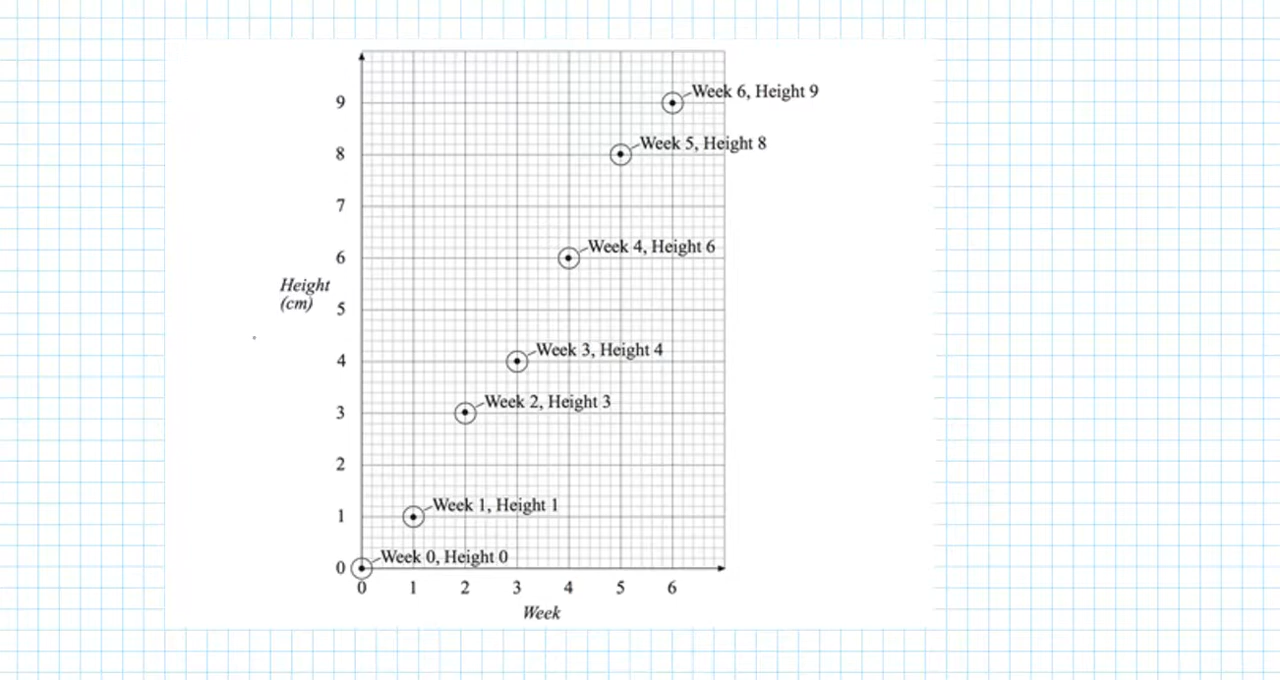 9
Week 6, Height 9
8
Week 5, Height 8
7
6
Week 4, Height 6
Height
(cm)
5
4
Week 3, Height 4
3
Week 2, Height 3
2
1
Week 1, Height 1
0
Week 0, Height 0
0 1 2 3 4 5 6
Week